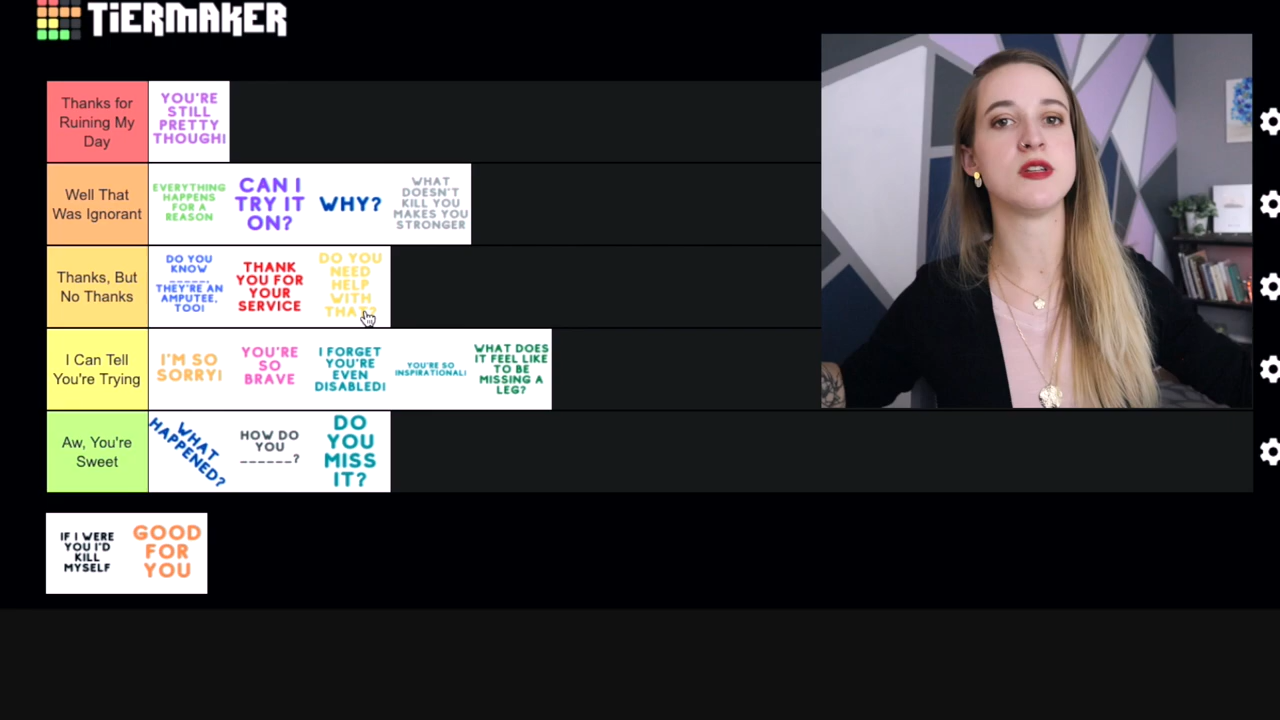 TIERMAKER
Thanks for
Ruining My
Day
YOU'RE
STILL
PRETTY
THOUGH!
Well That
Was Ignorant
EVERYTHING
HAPPENS
FOR A
REASON
CAN I
TRY IT
ON?
WHY?
WHAT
DOESN'T
KILL YOU
MAKES YOU
STRONGER
Thanks, But
No Thanks
DO YOU
KNOW
_____,
THEY'RE AN
AMPUTEE,
TOO!
THANK
YOU FOR
YOUR
SERVICE
DO YOU
NEED
HELP
WITH
THAT?
I Can Tell
You're Trying
I'M SO
SORRY!
YOU'RE
SO
BRAVE
I FORGET
YOU'RE
EVEN
DISABLED!
YOU'RE SO
INSPIRATIONAL!
WHAT DOES
IT FEEL LIKE
TO BE
MISSING A
LEG?
Aw, You're
Sweet
WHAT
HAPPENED?
HOW DO
YOU
______?
DO
YOU
MISS
IT?
IF I WERE
YOU I'D
KILL
MYSELF
GOOD
FOR
YOU